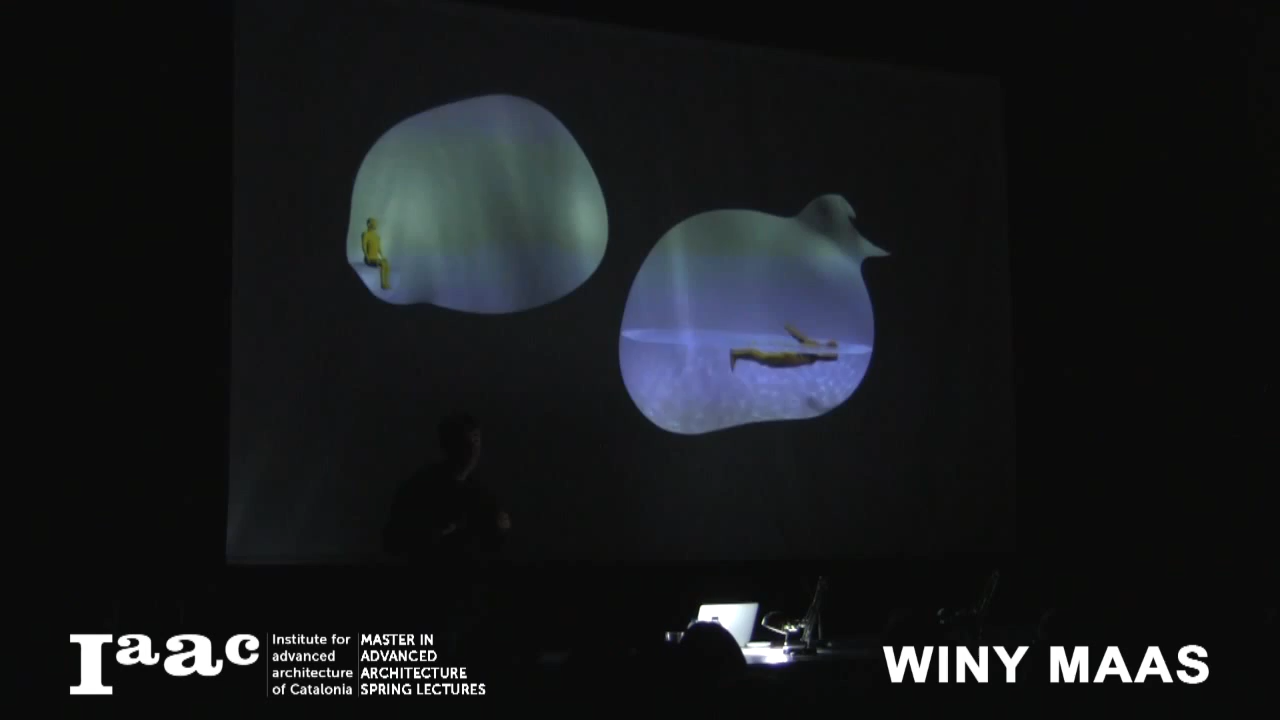 Iaac
Institute for
advanced
architecture
of Catalonia
MASTER IN
ADVANCED
ARCHITECTURE
SPRING LECTURES
WINY MAAS